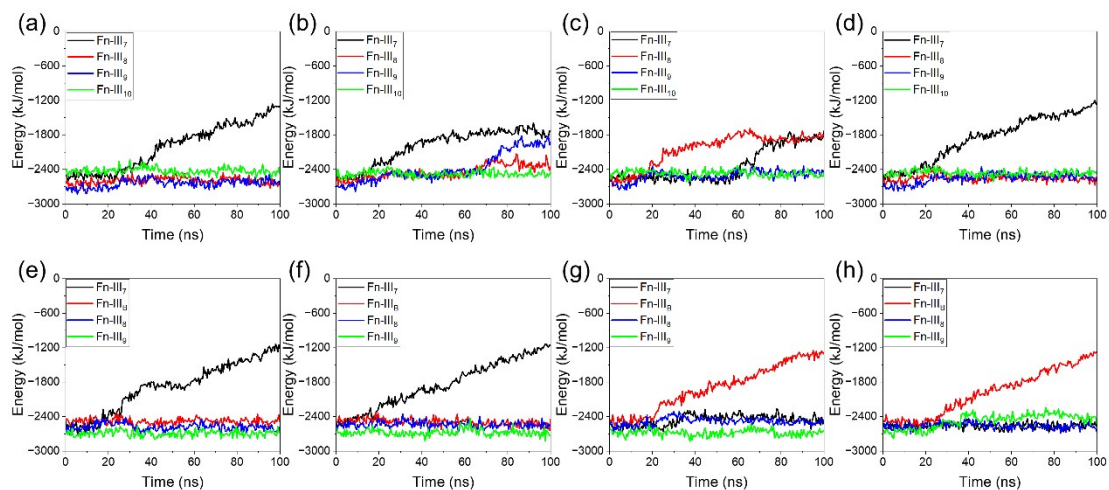 (a)
Energy (kJ/mol)
0
−600
−1200
−1800
−2400
−3000
Fn-III₇
Fn-III₈
Fn-III₉
Fn-III₁₀
0 20 40 60 80 100
Time (ns)
(b)
Energy (kJ/mol)
0
−600
−1200
−1800
−2400
−3000
Fn-III₇
Fn-III₈
Fn-III₉
Fn-III₁₀
0 20 40 60 80 100
Time (ns)
(c)
Energy (kJ/mol)
0
−600
−1200
−1800
−2400
−3000
Fn-III₇
Fn-III₈
Fn-III₉
Fn-III₁₀
0 20 40 60 80 100
Time (ns)
(d)
Energy (kJ/mol)
0
−600
−1200
−1800
−2400
−3000
Fn-III₇
Fn-III₈
Fn-III₉
Fn-III₁₀
0 20 40 60 80 100
Time (ns)
(e)
Energy (kJ/mol)
0
−600
−1200
−1800
−2400
−3000
Fn-III₇
Fn-III_B
Fn-III₈
Fn-III₉
0 20 40 60 80 100
Time (ns)
(f)
Energy (kJ/mol)
0
−600
−1200
−1800
−2400
−3000
Fn-III₇
Fn-III_B
Fn-III₈
Fn-III₉
0 20 40 60 80 100
Time (ns)
(g)
Energy (kJ/mol)
0
−600
−1200
−1800
−2400
−3000
Fn-III₇
Fn-III_B
Fn-III₈
Fn-III₉
0 20 40 60 80 100
Time (ns)
(h)
Energy (kJ/mol)
0
−600
−1200
−1800
−2400
−3000
Fn-III₇
Fn-III_B
Fn-III₈
Fn-III₉
0 20 40 60 80 100
Time (ns)